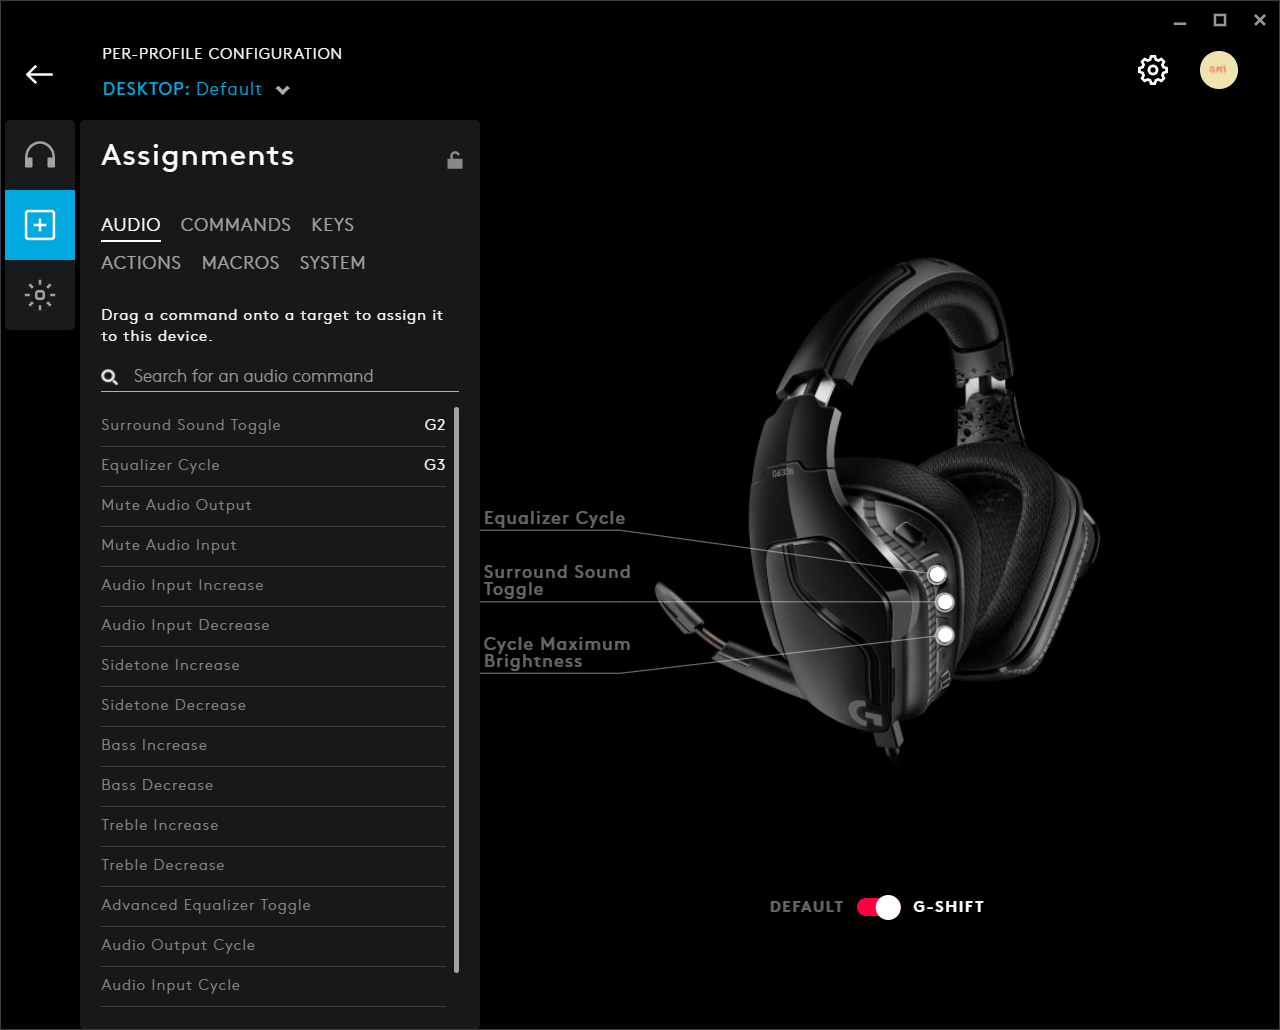 PER-PROFILE CONFIGURATION
DESKTOP: Default
Assignments
AUDIO COMMANDS KEYS
ACTIONS MACROS SYSTEM
Drag a command onto a target to assign it
to this device.
Search for an audio command
Surround Sound Toggle G2
Equalizer Cycle G3
Mute Audio Output
Mute Audio Input
Audio Input Increase
Audio Input Decrease
Sidetone Increase
Sidetone Decrease
Bass Increase
Bass Decrease
Treble Increase
Treble Decrease
Advanced Equalizer Toggle
Audio Output Cycle
Audio Input Cycle
Equalizer Cycle
Surround Sound
Toggle
Cycle Maximum
Brightness
DEFAULT G-SHIFT